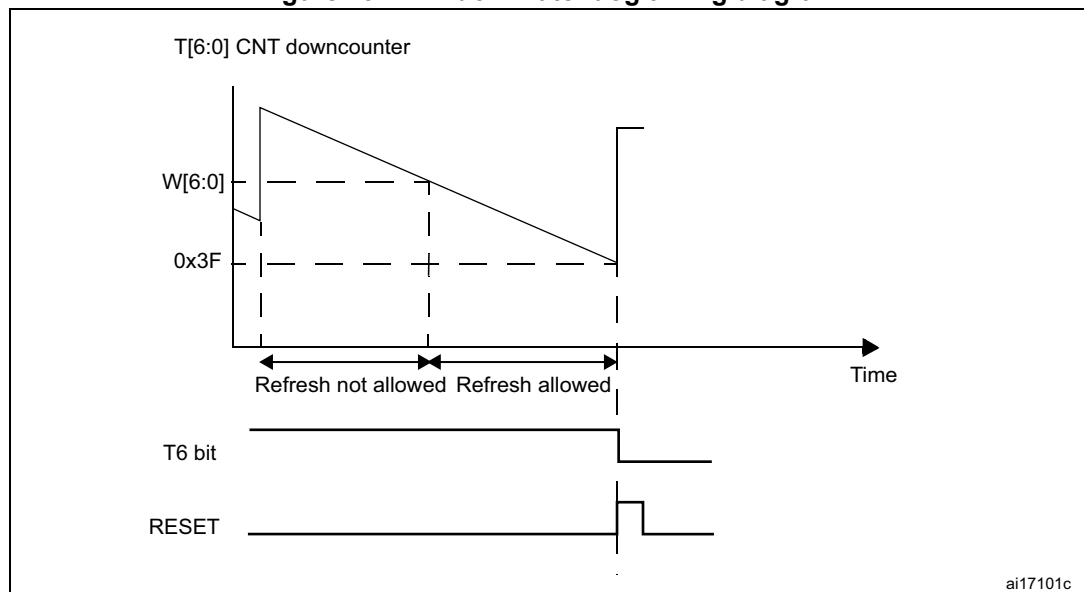 T[6:0] CNT downcounter
W[6:0]
0x3F
Refresh not allowed Refresh allowed
Time
T6 bit
RESET
ai17101c